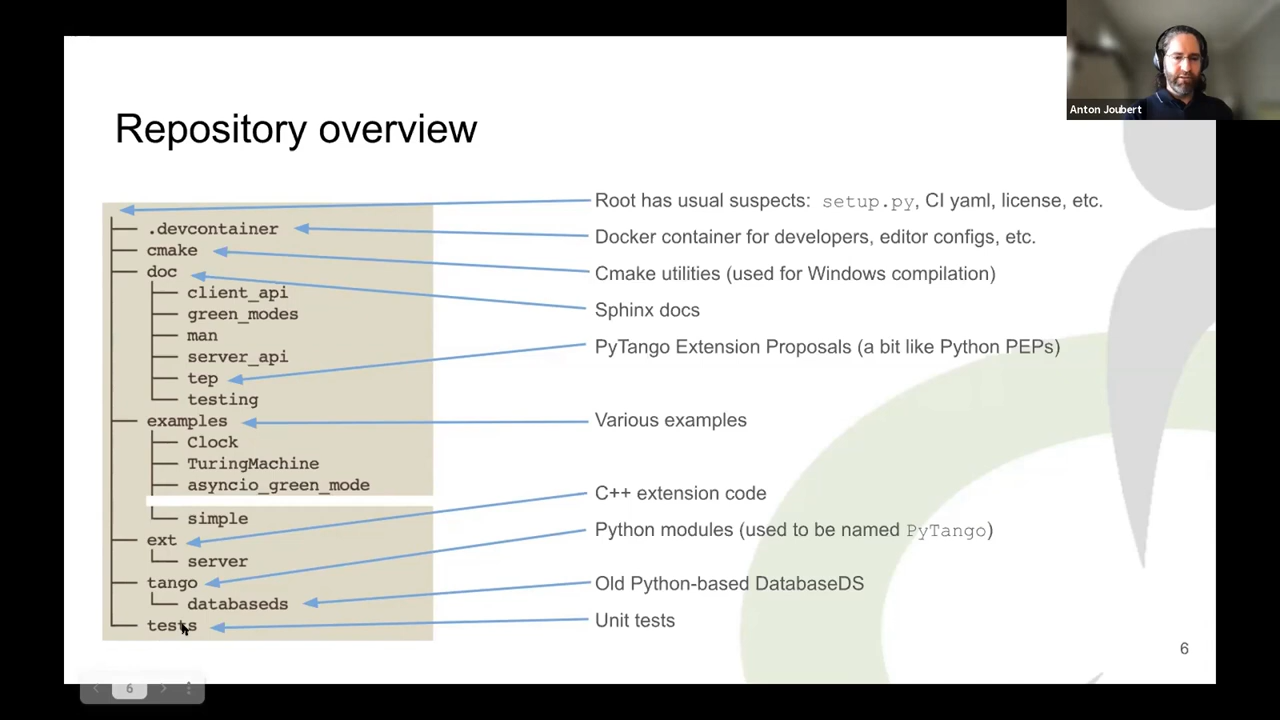 Anton Joubert
Repository overview
.devcontainer
cmake
doc
client_api
green_modes
man
server_api
tep
testing
examples
Clock
TuringMachine
asyncio_green_mode
simple
ext
server
tango
databaseds
tests
Root has usual suspects: setup.py, CI yaml, license, etc.
Docker container for developers, editor configs, etc.
Cmake utilities (used for Windows compilation)
Sphinx docs
PyTango Extension Proposals (a bit like Python PEPs)
Various examples
C++ extension code
Python modules (used to be named PyTango)
Old Python-based DatabaseDS
Unit tests
6
6